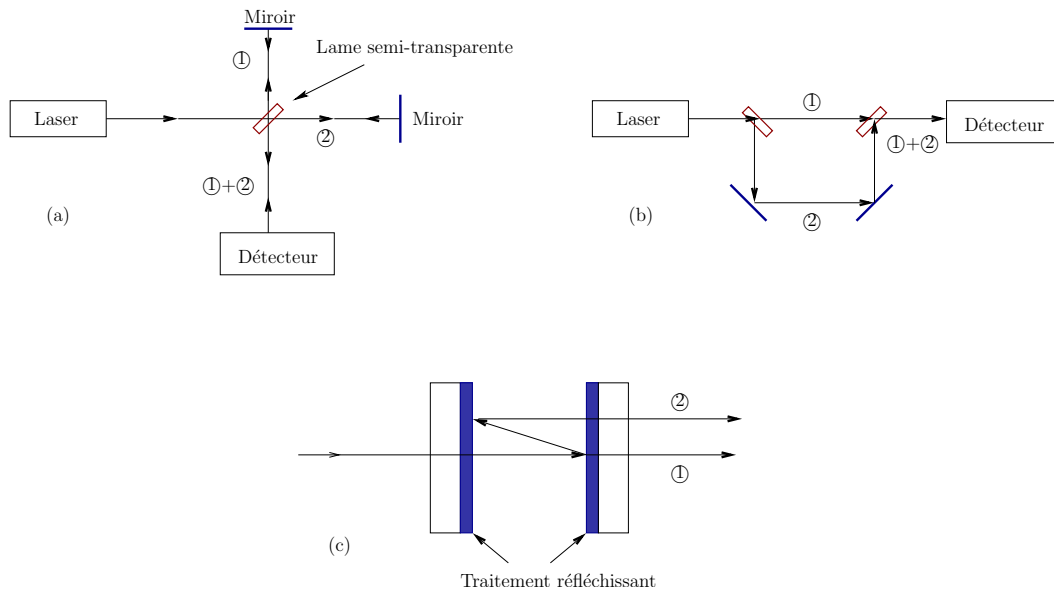 Miroir
Lame semi-transparente
①
Laser
Miroir
②
①+②
(a)
Détecteur
Laser
①
Détecteur
①+②
(b)
②
②
①
(c)
Traitement réfléchissant